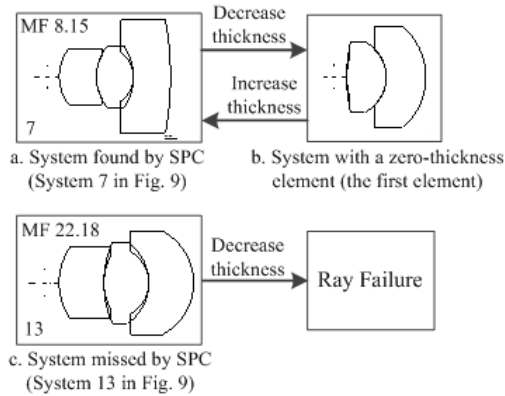 MF 8.15
7
Decrease
thickness
Increase
thickness
a. System found by SPC
(System 7 in Fig. 9)
b. System with a zero-thickness
element (the first element)
MF 22.18
13
Decrease
thickness
Ray Failure
c. System missed by SPC
(System 13 in Fig. 9)